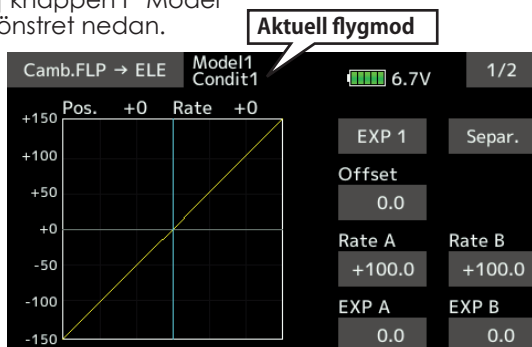 knappen i "Model
önstret nedan.
Aktuell flygmod
Camb.FLP → ELE
Model1
Condit1
6.7V
1/2
Pos. +0 Rate +0
+150
+100
+50
+0
-50
-100
-150
EXP 1
Separ.
Offset
0.0
Rate A
Rate B
+100.0
+100.0
EXP A
EXP B
0.0
0.0